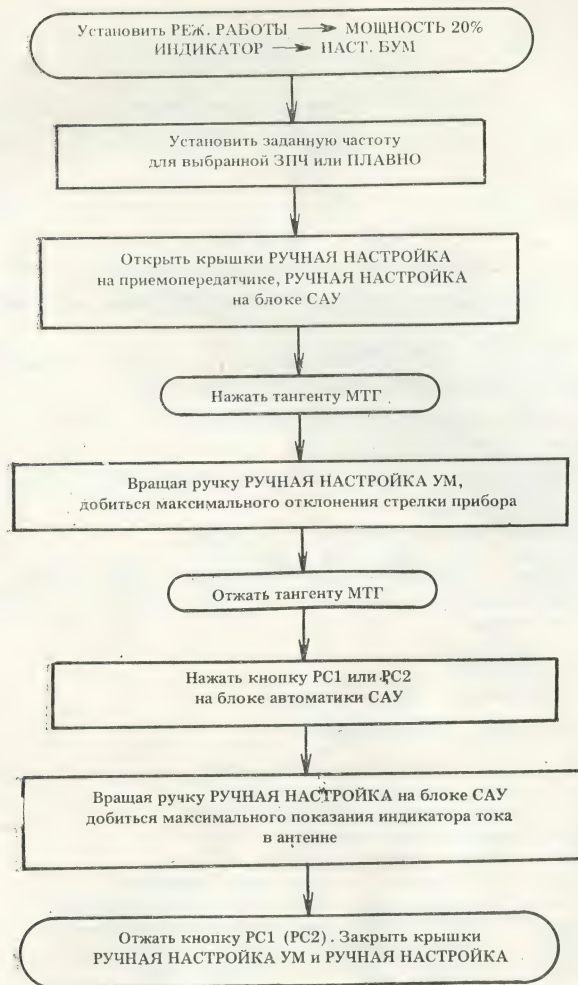 Установить РЕЖ. РАБОТЫ → МОЩНОСТЬ 20%
ИНДИКАТОР → НАСТ. БУМ
Установить заданную частоту
для выбранной ЗПЧ или ПЛАВНО
Открыть крышки РУЧНАЯ НАСТРОЙКА
на приемопередатчике, РУЧНАЯ НАСТРОЙКА
на блоке САУ
Нажать тангенту МТГ
Вращая ручку РУЧНАЯ НАСТРОЙКА УМ,
добиться максимального отклонения стрелки прибора
Отжать тангенту МТГ
Нажать кнопку РС1 или РС2
на блоке автоматики САУ
Вращая ручку РУЧНАЯ НАСТРОЙКА на блоке САУ
добиться максимального показания индикатора тока
в антенне
Отжать кнопку РС1 (РС2). Закрыть крышки
РУЧНАЯ НАСТРОЙКА УМ и РУЧНАЯ НАСТРОЙКА